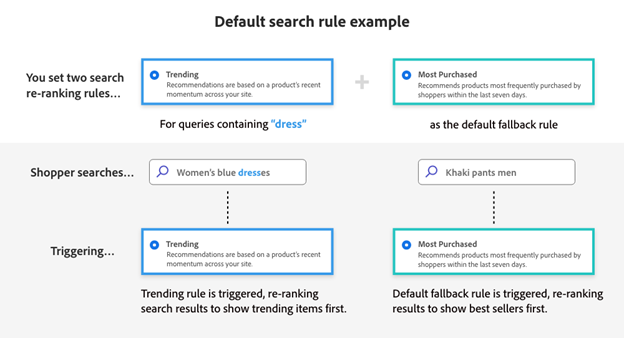 Default search rule example
You set two search
re-ranking rules…
Trending
Recommendations are based on a product's recent
momentum across your site.
+
Most Purchased
Recommends products most frequently purchased by
shoppers within the last seven days.
For queries containing “dress”
as the default fallback rule
Shopper searches…
Women's blue dresses
Khaki pants men
Triggering…
Trending
Recommendations are based on a product's recent
momentum across your site.
Most Purchased
Recommends products most frequently purchased by
shoppers within the last seven days.
Trending rule is triggered, re-ranking
search results to show trending items first.
Default fallback rule is triggered, re-ranking
results to show best sellers first.